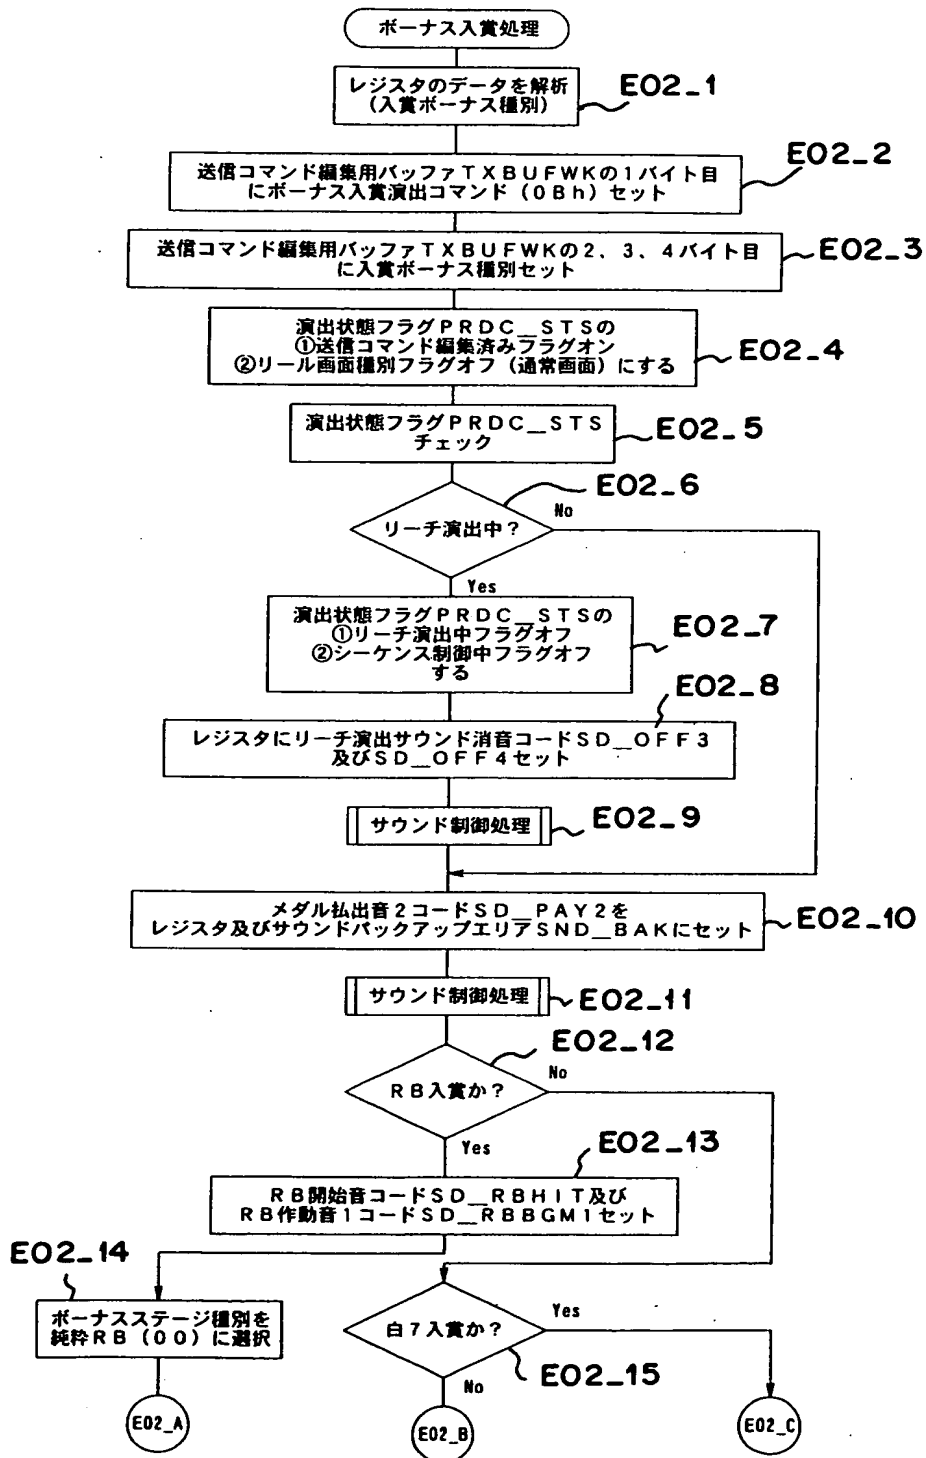 ボーナス入賞処理
レジスタのデータを解析
(入賞ボーナス種別)
E02_1
送信コマンド編集用バッファTXBUFWKの1バイト目
にボーナス入賞演出コマンド(0Bh)セット
E02_2
送信コマンド編集用バッファTXBUFWKの2、3、4バイト目
に入賞ボーナス種別セット
E02_3
演出状態フラグPRDC__STSの
①送信コマンド編集済みフラグオン
②リール画面種別フラグオフ(通常画面)にする
E02_4
演出状態フラグPRDC__STS
チェック
E02_5
リーチ演出中?
E02_6
No
Yes
演出状態フラグPRDC__STSの
①リーチ演出中フラグオフ
②シーケンス制御中フラグオフ
する
E02_7
レジスタにリーチ演出サウンド消音コードSD__OFF3
及びSD__OFF4セット
E02_8
サウンド制御処理
E02_9
メダル払出音2コードSD__PAY2を
レジスタ及びサウンドバックアップエリアSND__BAKにセット
E02_10
サウンド制御処理
E02_11
RB入賞か?
E02_12
No
Yes
RB開始音コードSD__RBHIT及び
RB作動音1コードSD__RBBGM1セット
E02_13
E02_14
ボーナスステージ種別を
純粋RB(00)に選択
白7入賞か?
Yes
E02_15
No
E02_A
E02_B
E02_C